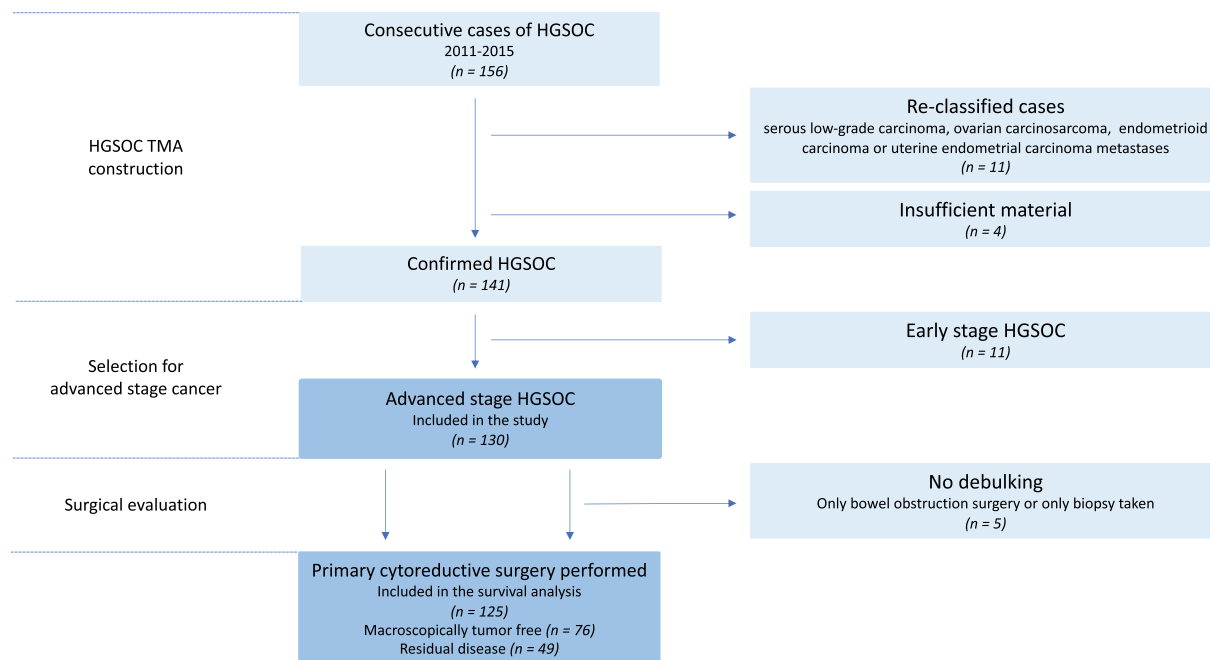 Consecutive cases of HGSOC
2011-2015
(n = 156)
HGSOC TMA
construction
Re-classified cases
serous low-grade carcinoma, ovarian carcinosarcoma, endometrioid
carcinoma or uterine endometrial carcinoma metastases
(n = 11)
Insufficient material
(n = 4)
Confirmed HGSOC
(n = 141)
Selection for
advanced stage cancer
Early stage HGSOC
(n = 11)
Advanced stage HGSOC
Included in the study
(n = 130)
Surgical evaluation
No debulking
Only bowel obstruction surgery or only biopsy taken
(n = 5)
Primary cytoreductive surgery performed
Included in the survival analysis
(n = 125)
Macroscopically tumor free (n = 76)
Residual disease (n = 49)